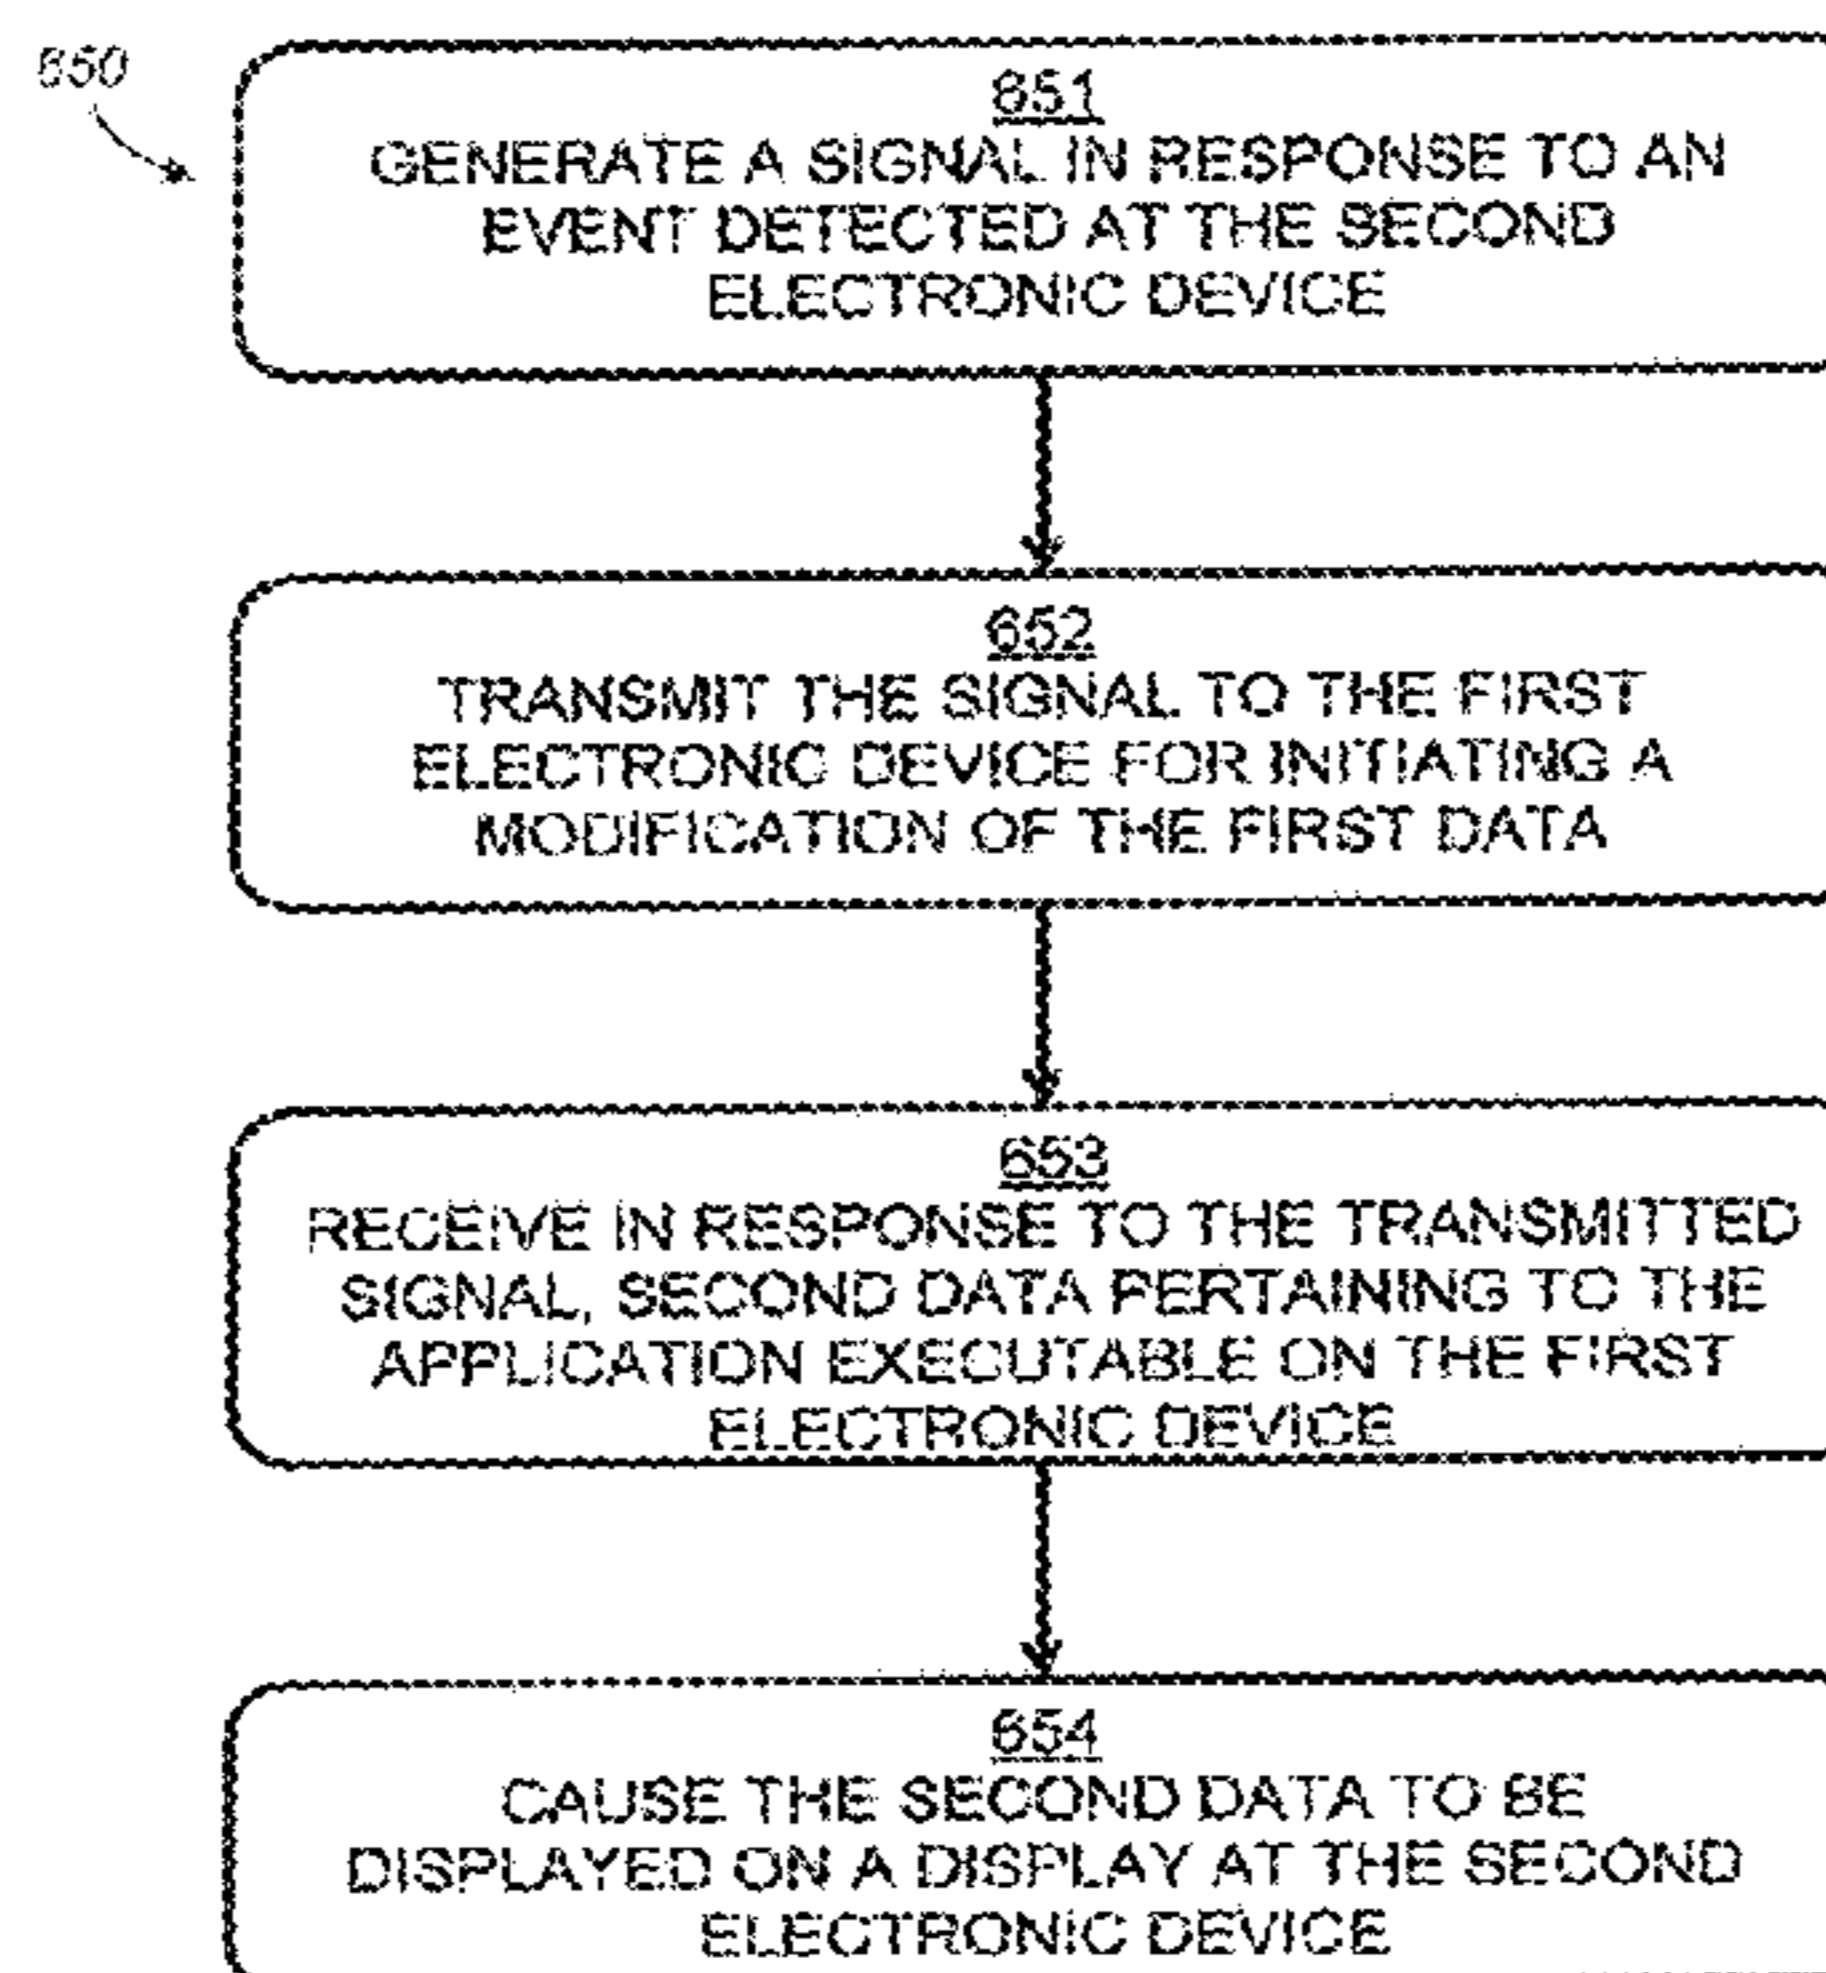 650
651
GENERATE A SIGNAL IN RESPONSE TO AN
EVENT DETECTED AT THE SECOND
ELECTRONIC DEVICE
652
TRANSMIT THE SIGNAL TO THE FIRST
ELECTRONIC DEVICE FOR INITIATING A
MODIFICATION OF THE FIRST DATA
653
RECEIVE IN RESPONSE TO THE TRANSMITTED
SIGNAL, SECOND DATA PERTAINING TO THE
APPLICATION EXECUTABLE ON THE FIRST
ELECTRONIC DEVICE
654
CAUSE THE SECOND DATA TO BE
DISPLAYED ON A DISPLAY AT THE SECOND
ELECTRONIC DEVICE